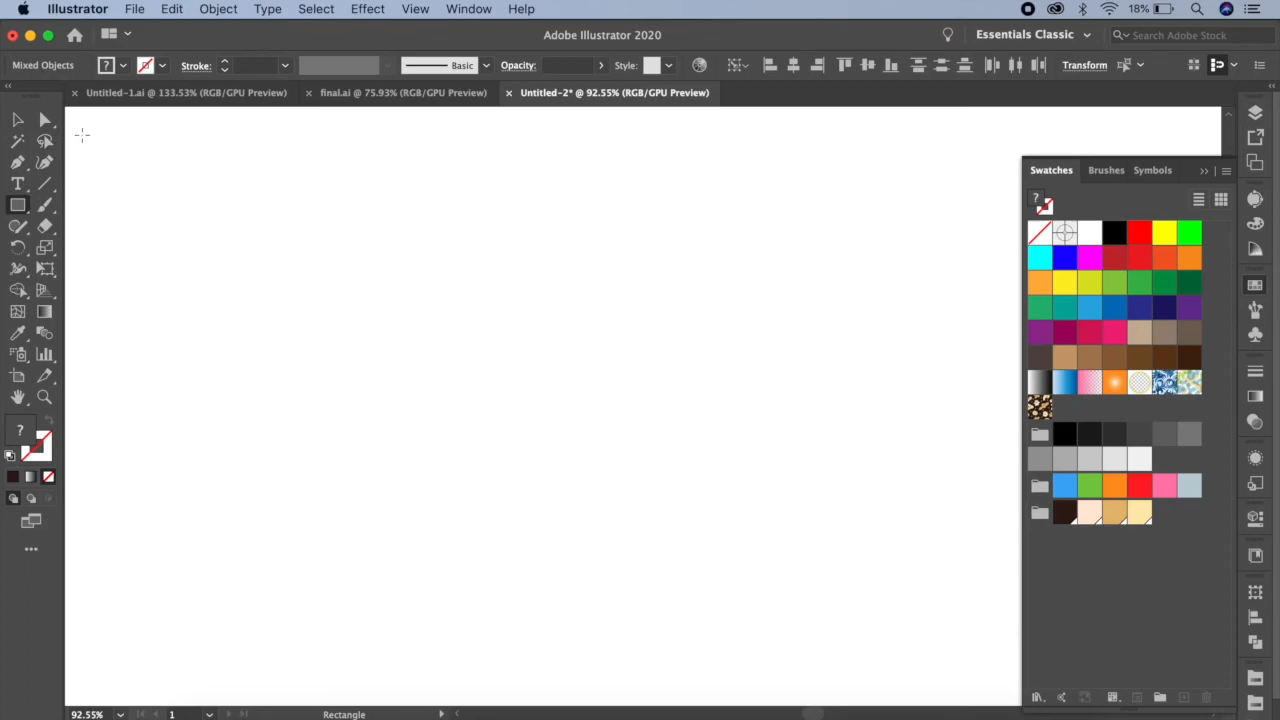 Illustrator File Edit Object Type Select Effect View Window Help 18%
Adobe Illustrator 2020 Essentials Classic Search Adobe Stock
Mixed Objects ? Stroke: Basic Opacity: Style: Transform
Untitled-1.ai @ 133.53% (RGB/GPU Preview) final.ai @ 75.93% (RGB/GPU Preview) Untitled-2* @ 92.55% (RGB/GPU Preview)
Swatches Brushes Symbols
?
?
92.55% 1 Rectangle